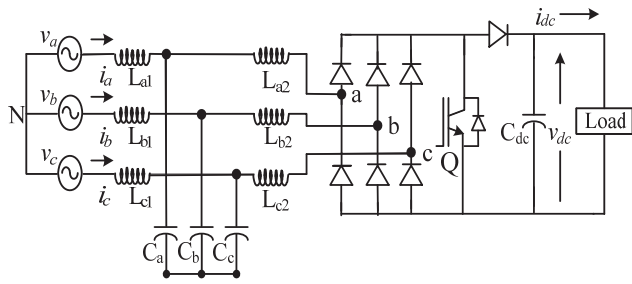 v_a
i_a
L_a1
L_a2
i_dc
N
v_b
i_b
L_b1
L_b2
a
b
c
v_c
i_c
L_c1
L_c2
Q
C_dc
v_dc
Load
C_a
C_b
C_c